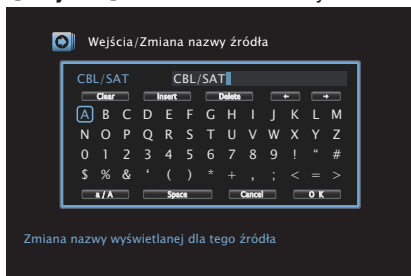 Wejścia/Zmiana nazwy źródła
CBL/SAT CBL/SAT
Clear Insert Delete ← →
A B C D E F G H I J K L M
N O P Q R S T U V W X Y Z
0 1 2 3 4 5 6 7 8 9 ! “ #
$ % & ‘ ( ) * + , ; < = >
a / A Space Cancel O K
Zmiana nazwy wyświetlanej dla tego źródła